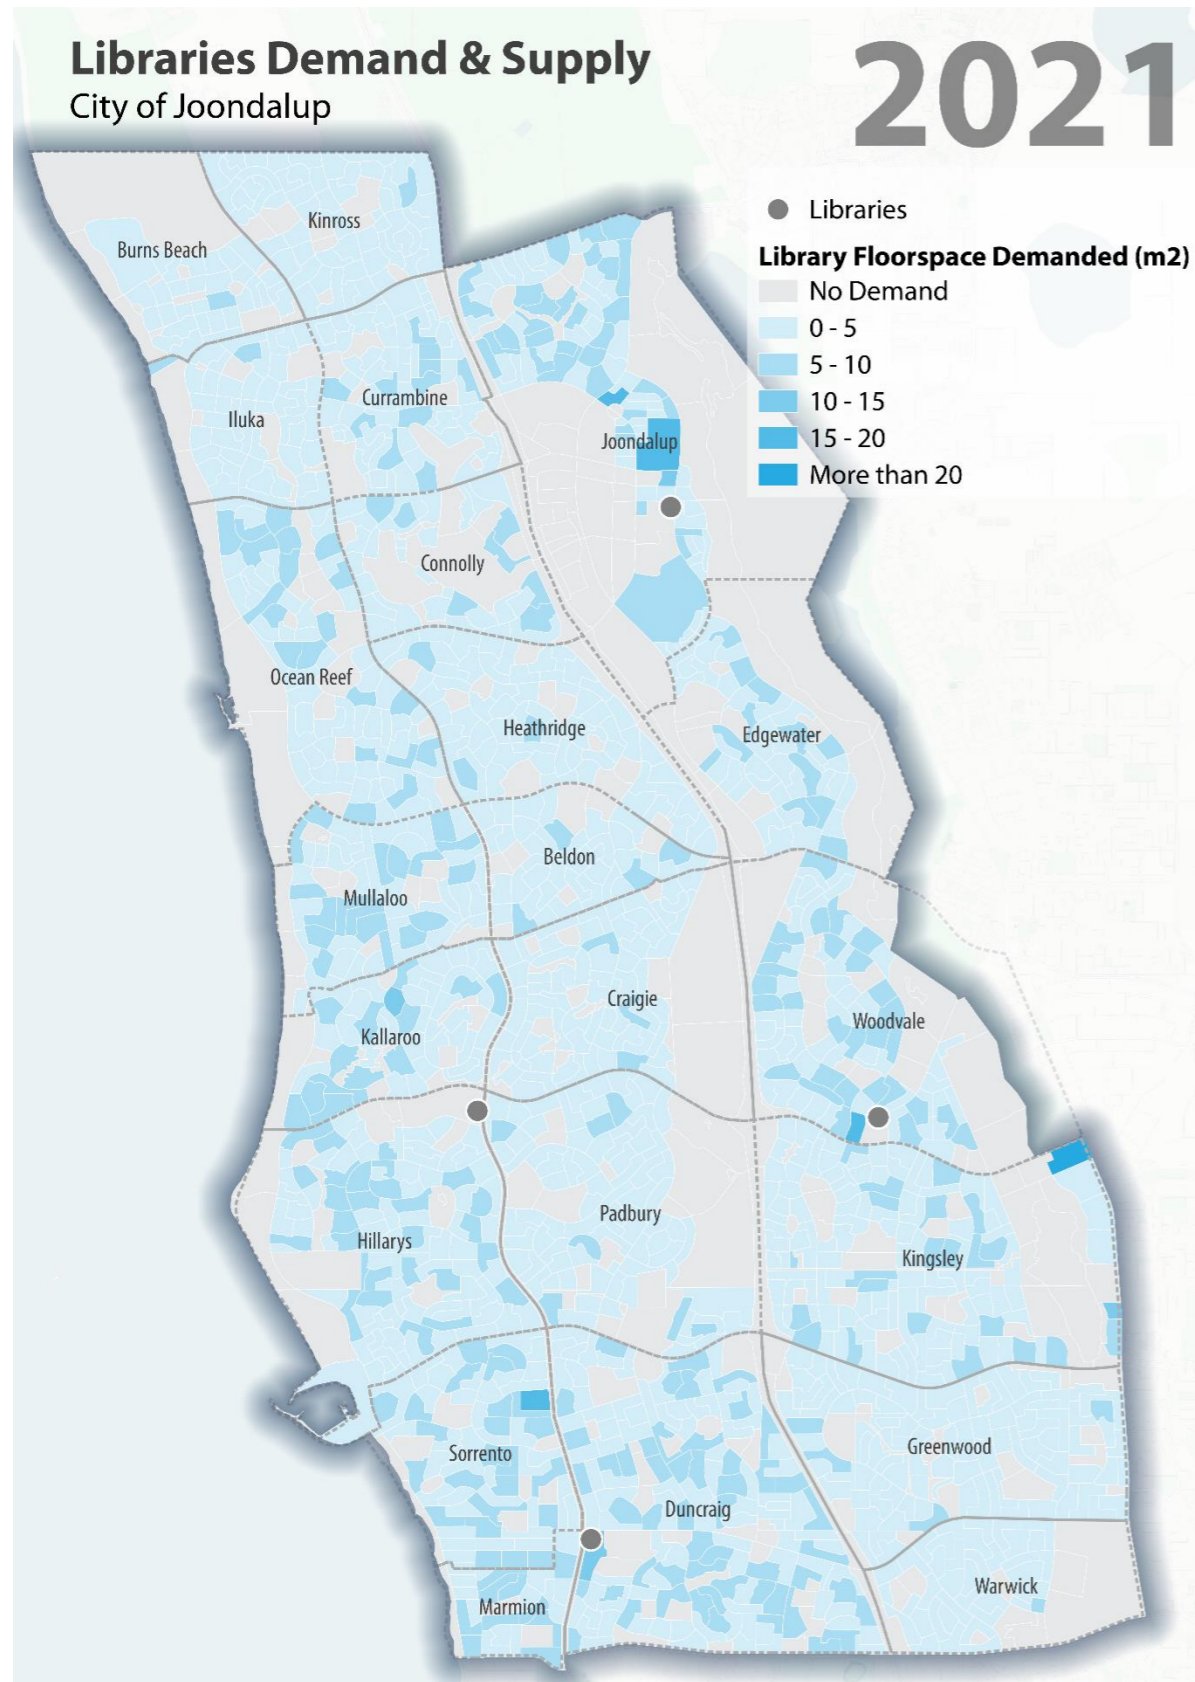 Libraries Demand & Supply
City of Joondalup
2021
Libraries
Library Floorspace Demanded (m2)
No Demand
0 - 5
5 - 10
10 - 15
15 - 20
More than 20
Kinross
Burns Beach
Currambine
Iluka
Joondalup
Connolly
Ocean Reef
Heathridge
Edgewater
Beldon
Mullaloo
Craigie
Woodvale
Kallaroo
Padbury
Hillarys
Kingsley
Greenwood
Sorrento
Duncraig
Warwick
Marmion